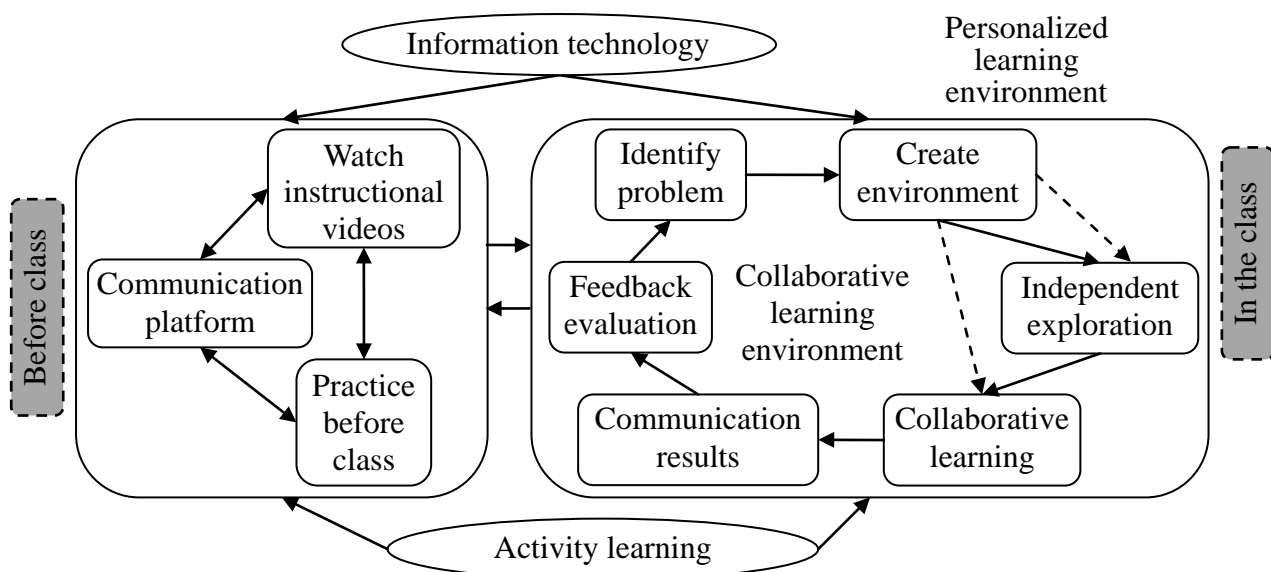 Information technology
Personalized
learning
environment
Before class
Watch
instructional
videos
Communication
platform
Practice
before
class
Identify
problem
Create
environment
Feedback
evaluation
Collaborative
learning
environment
Independent
exploration
Communication
results
Collaborative
learning
In the class
Activity learning